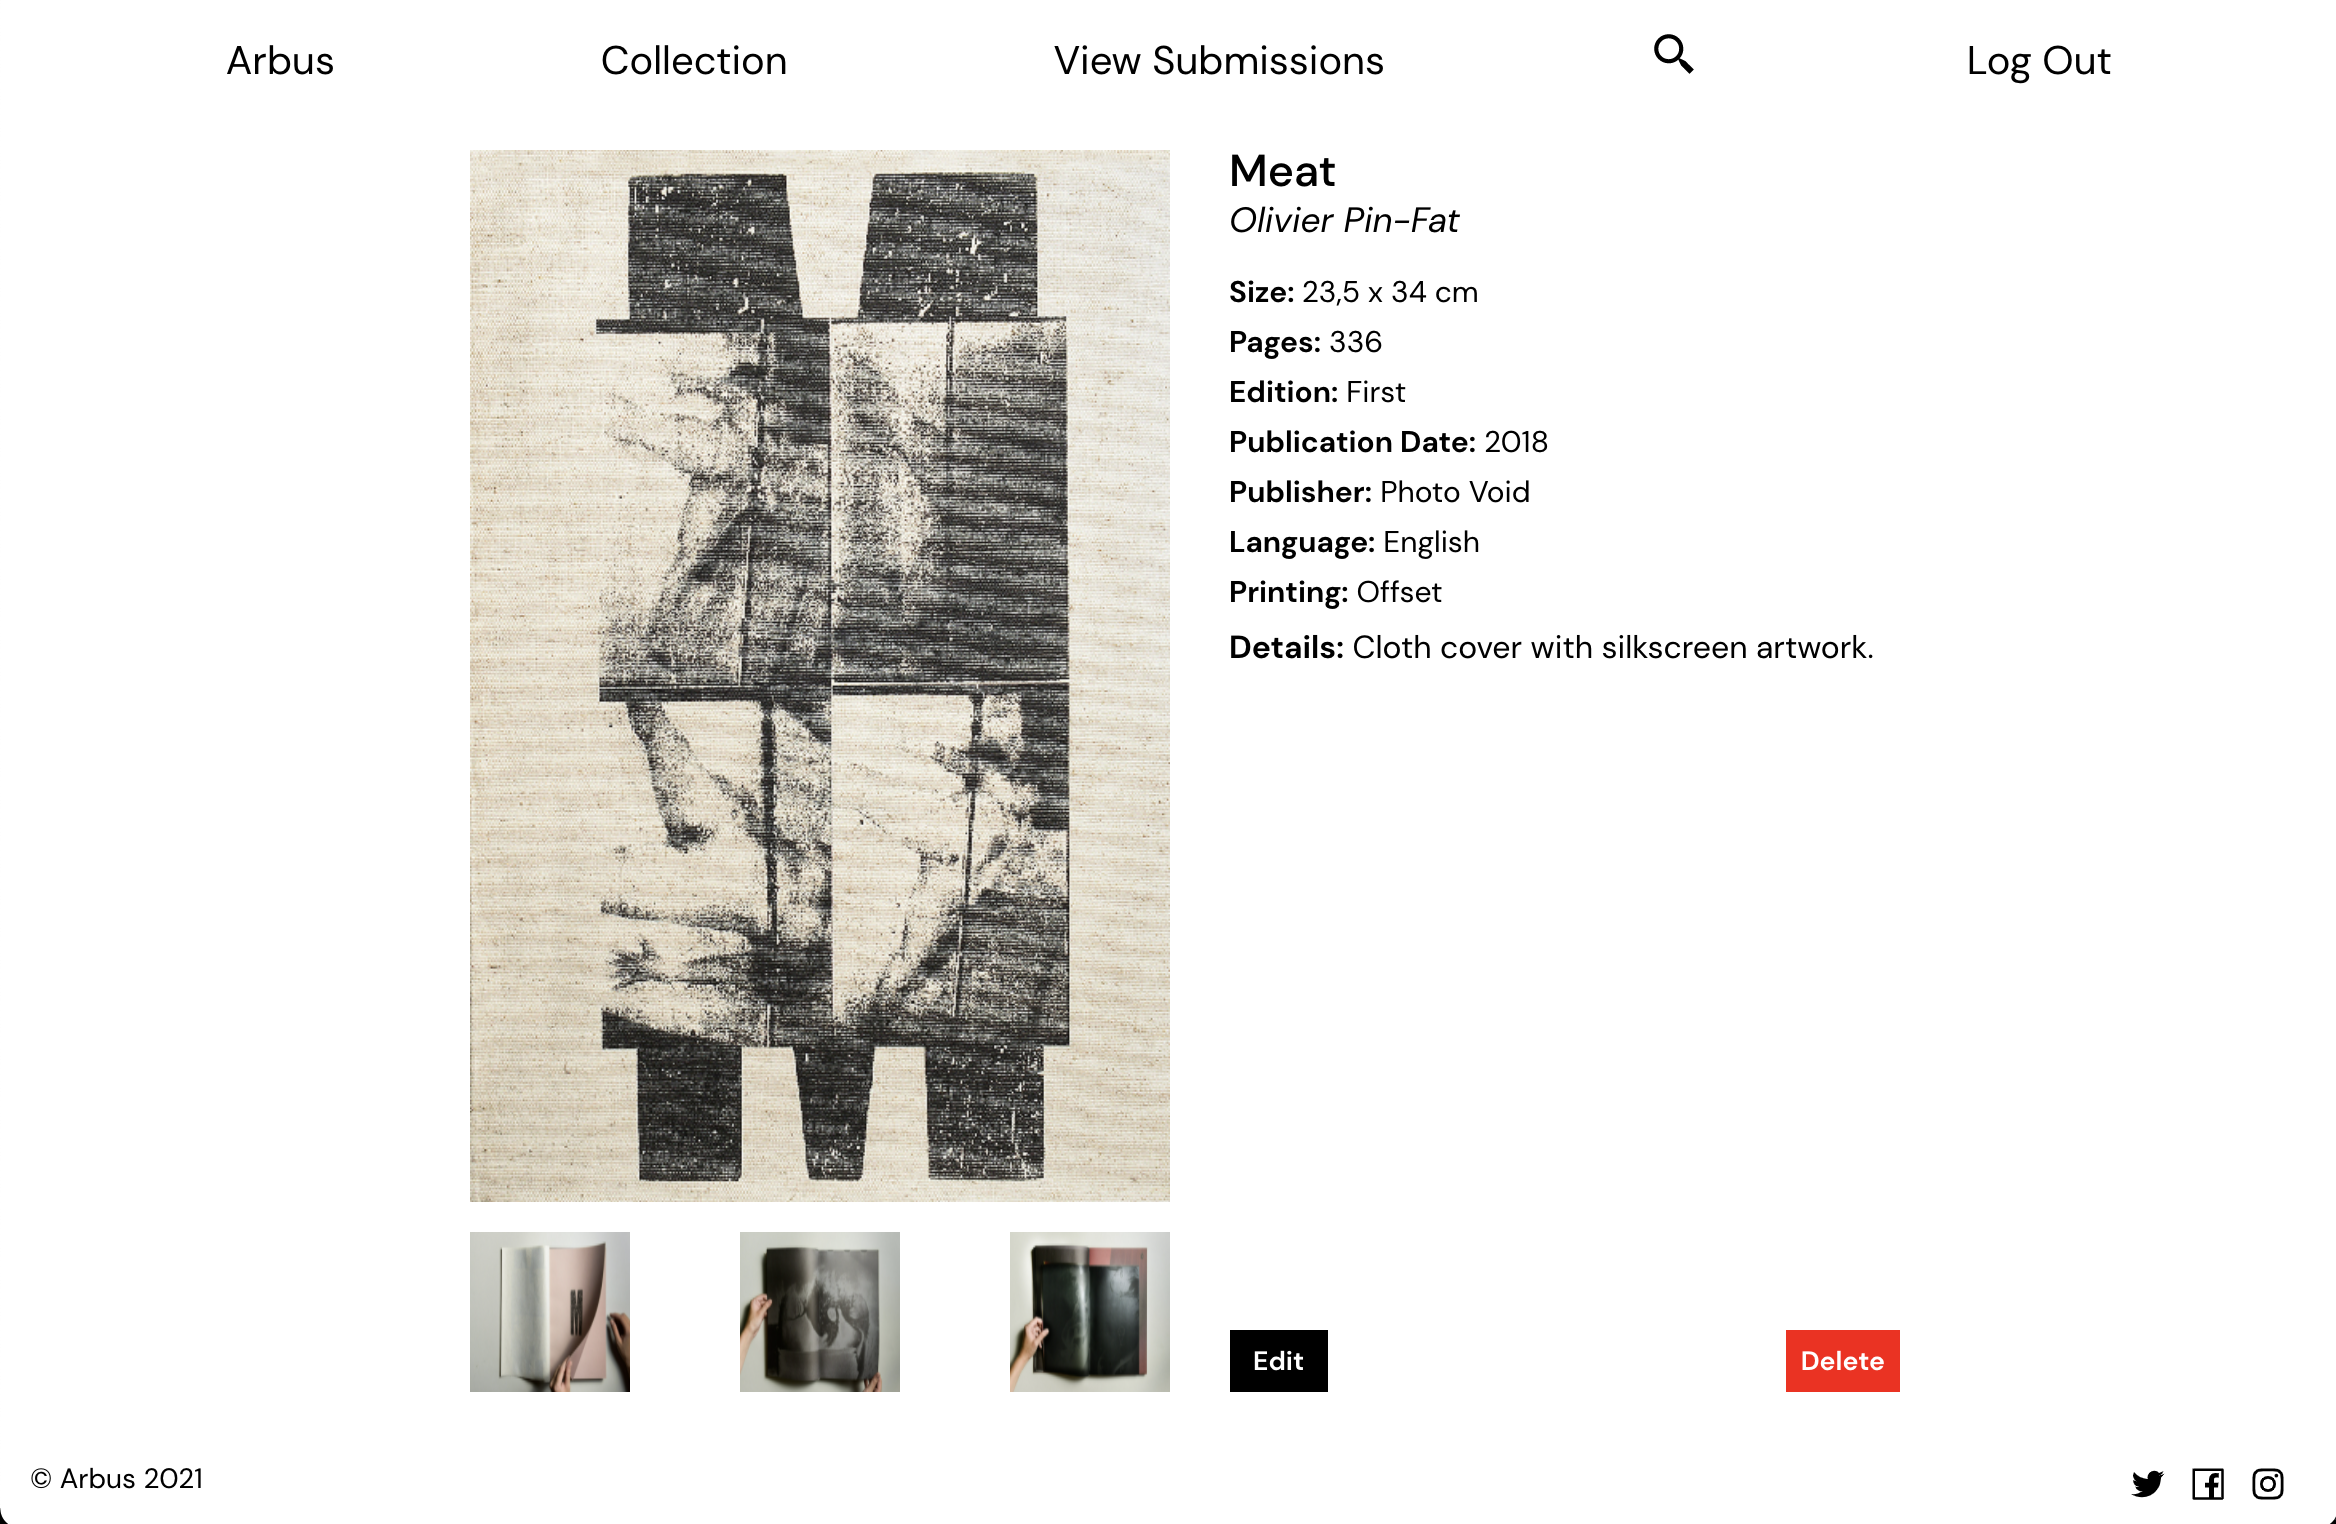 Arbus
Collection
View Submissions
Log Out
Meat
Olivier Pin-Fat
Size: 23,5 x 34 cm
Pages: 336
Edition: First
Publication Date: 2018
Publisher: Photo Void
Language: English
Printing: Offset
Details: Cloth cover with silkscreen artwork.
M
Edit
Delete
© Arbus 2021